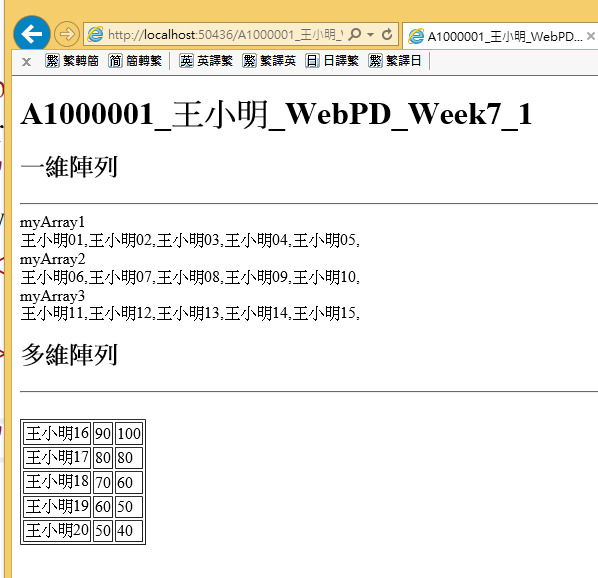 http://localhost:50436/A1000001_王小明_
A1000001_王小明_WebPD...
繁 繁轉簡 简 簡轉繁 英 英譯繁 繁 繁譯英 日 日譯繁 繁 繁譯日
A1000001_王小明_WebPD_Week7_1
一維陣列
myArray1
王小明01,王小明02,王小明03,王小明04,王小明05,
myArray2
王小明06,王小明07,王小明08,王小明09,王小明10,
myArray3
王小明11,王小明12,王小明13,王小明14,王小明15,
多維陣列
王小明16 90 100
王小明17 80 80
王小明18 70 60
王小明19 60 50
王小明20 50 40